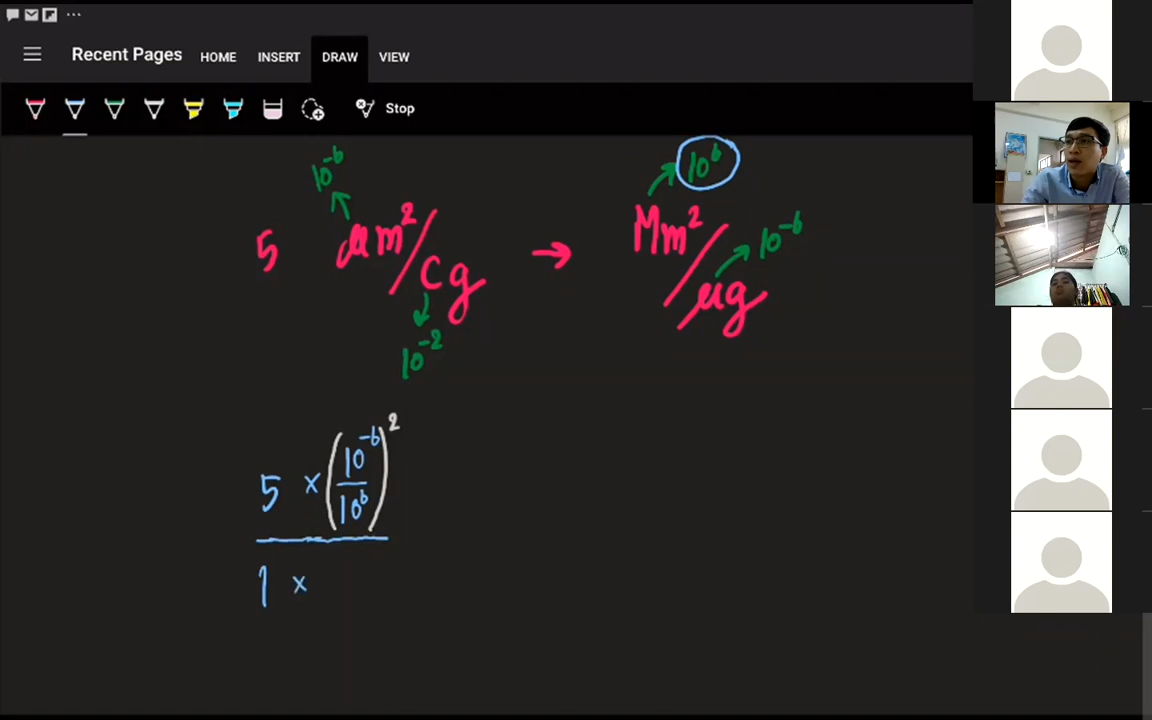 Recent Pages HOME INSERT DRAW VIEW
Stop
10⁻⁶ 10⁶
5 μm²/cg → Mm²/μg 10⁻⁶
10⁻²
5 × (10⁻⁶/10⁶)²
1 ×